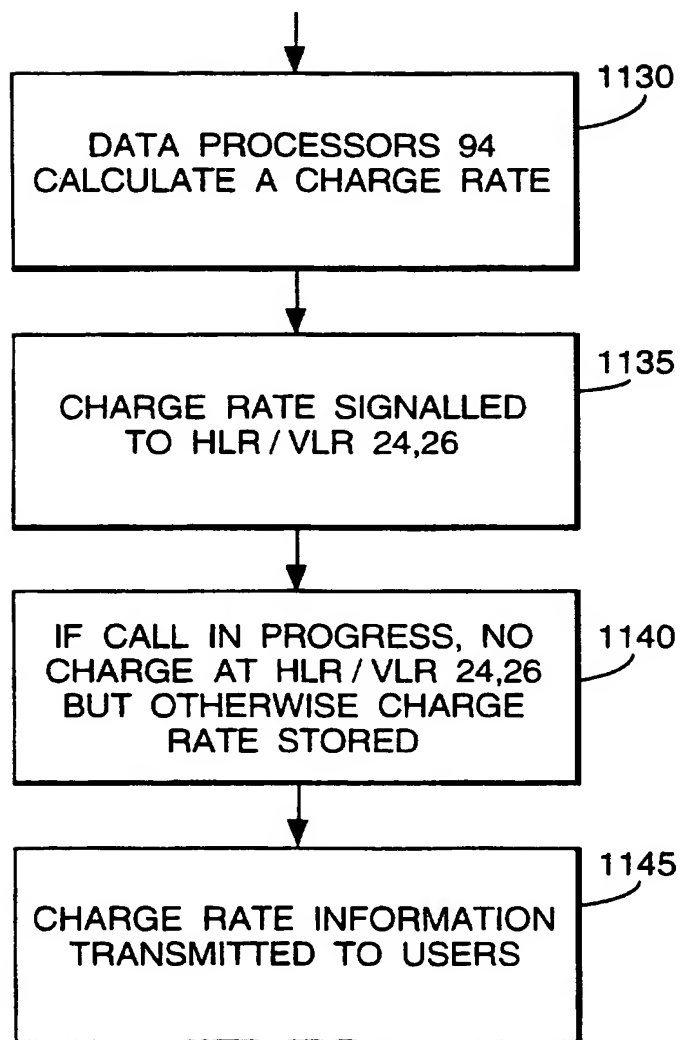 1130
DATA PROCESSORS 94
CALCULATE A CHARGE RATE
1135
CHARGE RATE SIGNALLED
TO HLR / VLR 24,26
1140
IF CALL IN PROGRESS, NO
CHARGE AT HLR / VLR 24,26
BUT OTHERWISE CHARGE
RATE STORED
1145
CHARGE RATE INFORMATION
TRANSMITTED TO USERS